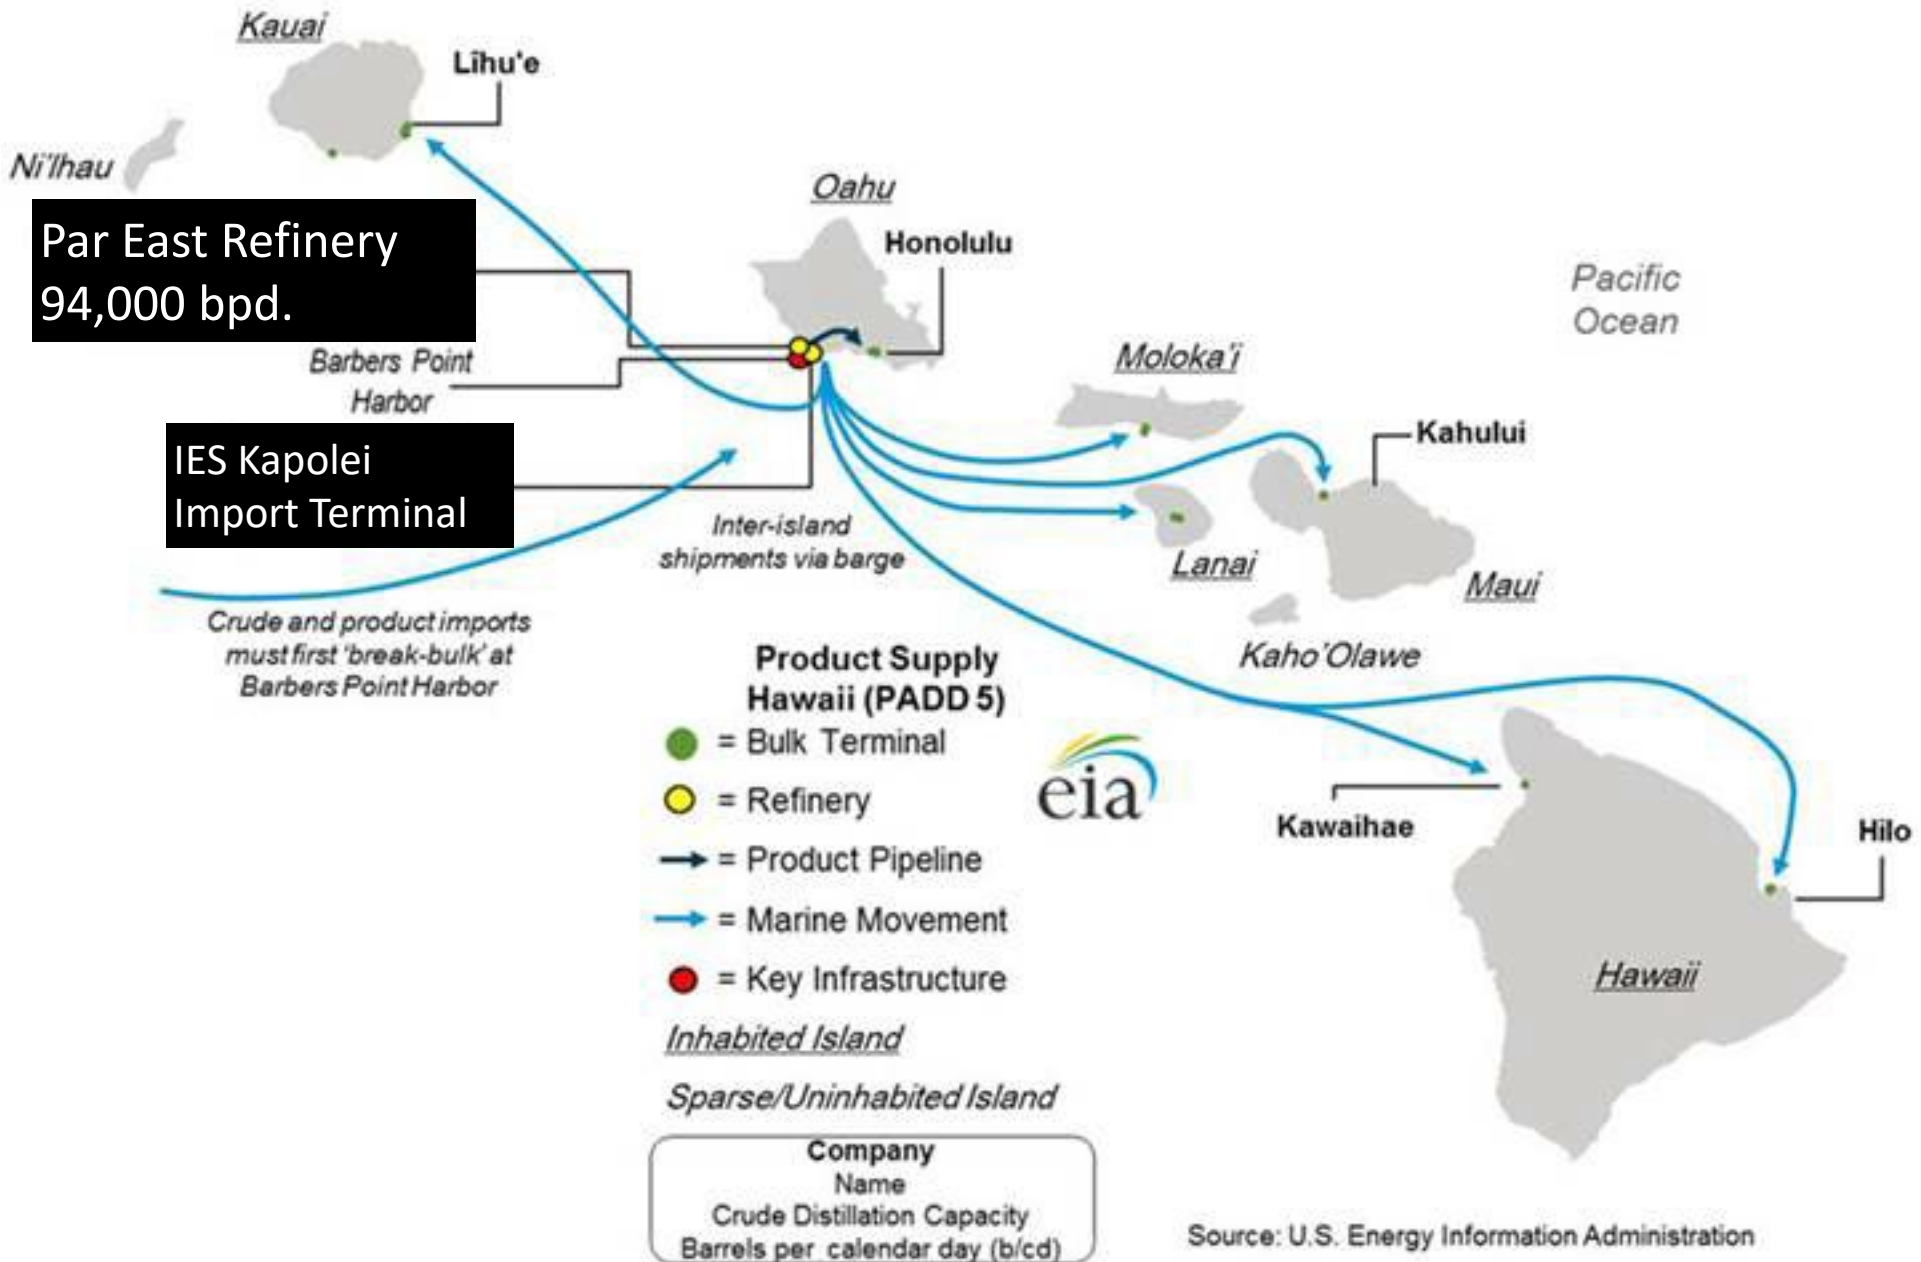 Kauai
Lîhu'e
Ni'lhau
Oahu
Par East Refinery
94,000 bpd.
Honolulu
Pacific
Ocean
Barbers Point
Harbor
Moloka'i
Kahului
IES Kapolei
Import Terminal
Inter-island
shipments via barge
Lanai
Maui
Crude and product imports
must first 'break-bulk' at
Barbers Point Harbor
Kaho'Olawe
Product Supply
Hawaii (PADD 5)
= Bulk Terminal
= Refinery
= Product Pipeline
= Marine Movement
= Key Infrastructure
Inhabited Island
Sparse/Uninhabited Island
eia
Kawaihae
Hilo
Hawaii
Company
Name
Crude Distillation Capacity
Barrels per calendar day (b/cd)
Source: U.S. Energy Information Administration